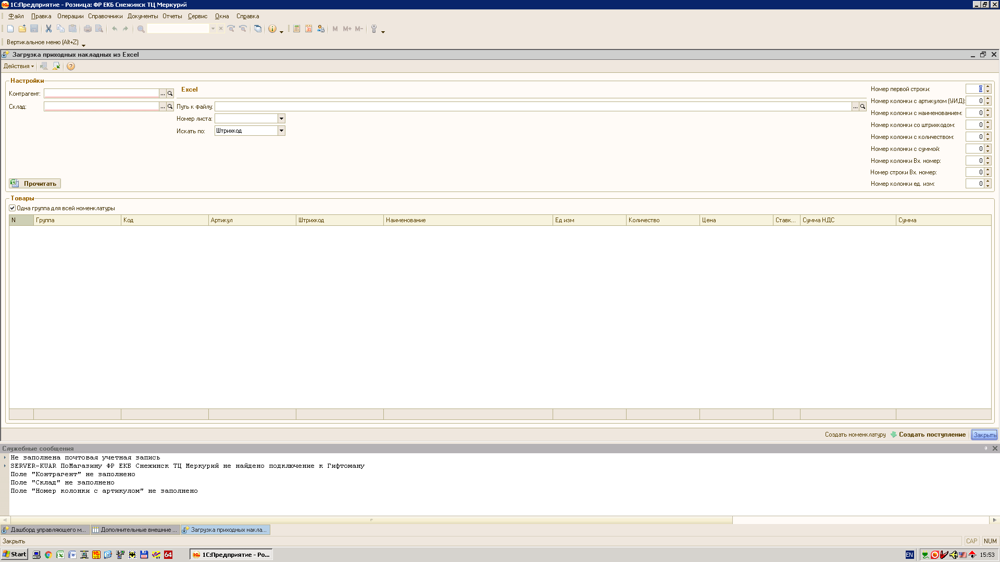 1С:Предприятие - Розница: ФР ЕКБ Снежинск ТЦ Меркурий
Файл Правка Операции Справочники Документы Отчеты Сервис Окна Справка
M M+ M-
Вертикальное меню (Alt+Z)
Загрузка приходных накладных из Excel
Действия
Настройки
Контрагент:
Склад:
Excel
Путь к файлу:
Номер листа:
Искать по: Штрихкод
Номер первой строки: 0
Номер колонки с артикулом (УИД): 0
Номер колонки с наименованием: 0
Номер колонки со штрихкодом: 0
Номер колонки с количеством: 0
Номер колонки с суммой: 0
Номер колонки Вх. номер: 0
Номер строки Вх. номер: 0
Номер колонки ед. изм: 0
Прочитать
Товары
Одна группа для всей номенклатуры
N Группа Код Артикул Штрихкод Наименование Ед изм Количество Цена Ставк... Сумма НДС Сумма
Создать номенклатуру Создать поступление Закрыть
Служебные сообщения
Не заполнена почтовая учетная запись
SERVER-KUAR ПоМагазину ФР ЕКБ Снежинск ТЦ Меркурий не найдено подключение к Гифтоману
Поле "Контрагент" не заполнено
Поле "Склад" не заполнено
Поле "Номер колонки с артикулом" не заполнено
Дашборд управляющего м... Дополнительные внешние ... Загрузка приходных накла...
Закрыть
CAP NUM
Start 64 1С:Предприятие - Ро... EN 15:53